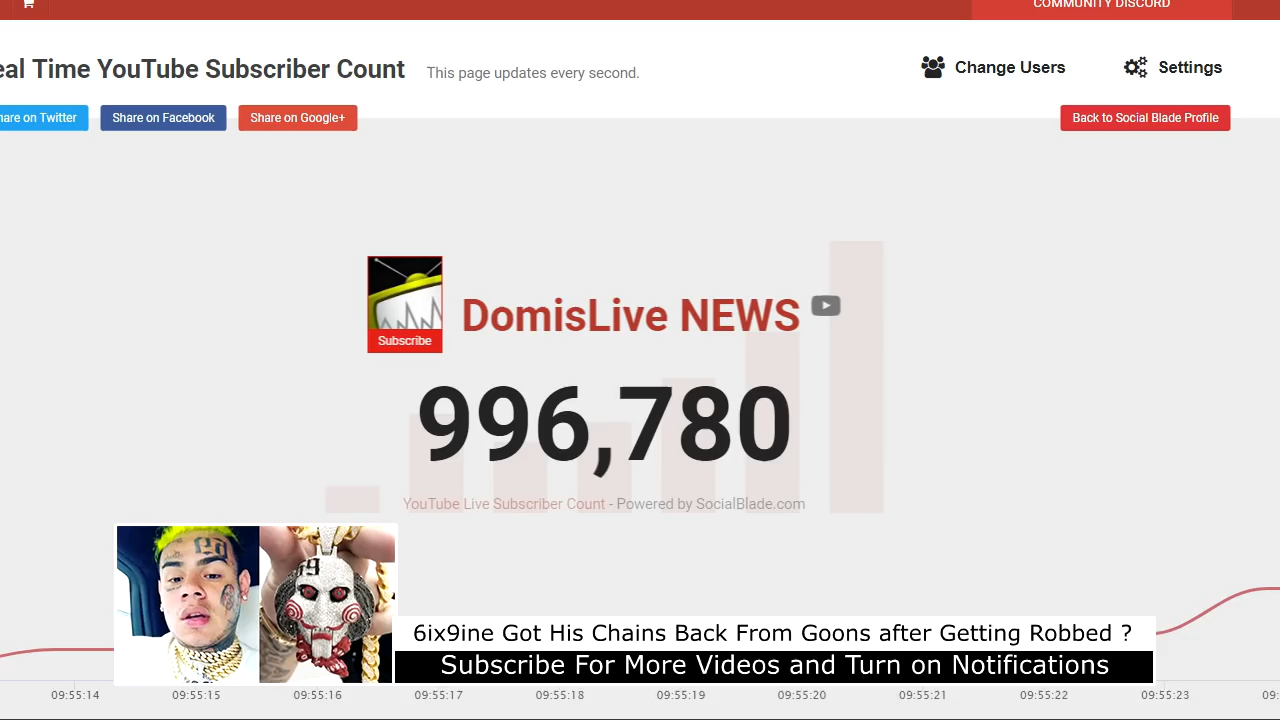 COMMUNITY DISCORD
eal Time YouTube Subscriber Count
This page updates every second.
Change Users
Settings
hare on Twitter
Share on Facebook
Share on Google+
Back to Social Blade Profile
DomisLive NEWS
Subscribe
996,780
YouTube Live Subscriber Count - Powered by SocialBlade.com
69
69
6ix9ine Got His Chains Back From Goons after Getting Robbed ?
Subscribe For More Videos and Turn on Notifications
09:55:14
09:55:15
09:55:16
09:55:17
09:55:18
09:55:19
09:55:20
09:55:21
09:55:22
09:55:23
09: